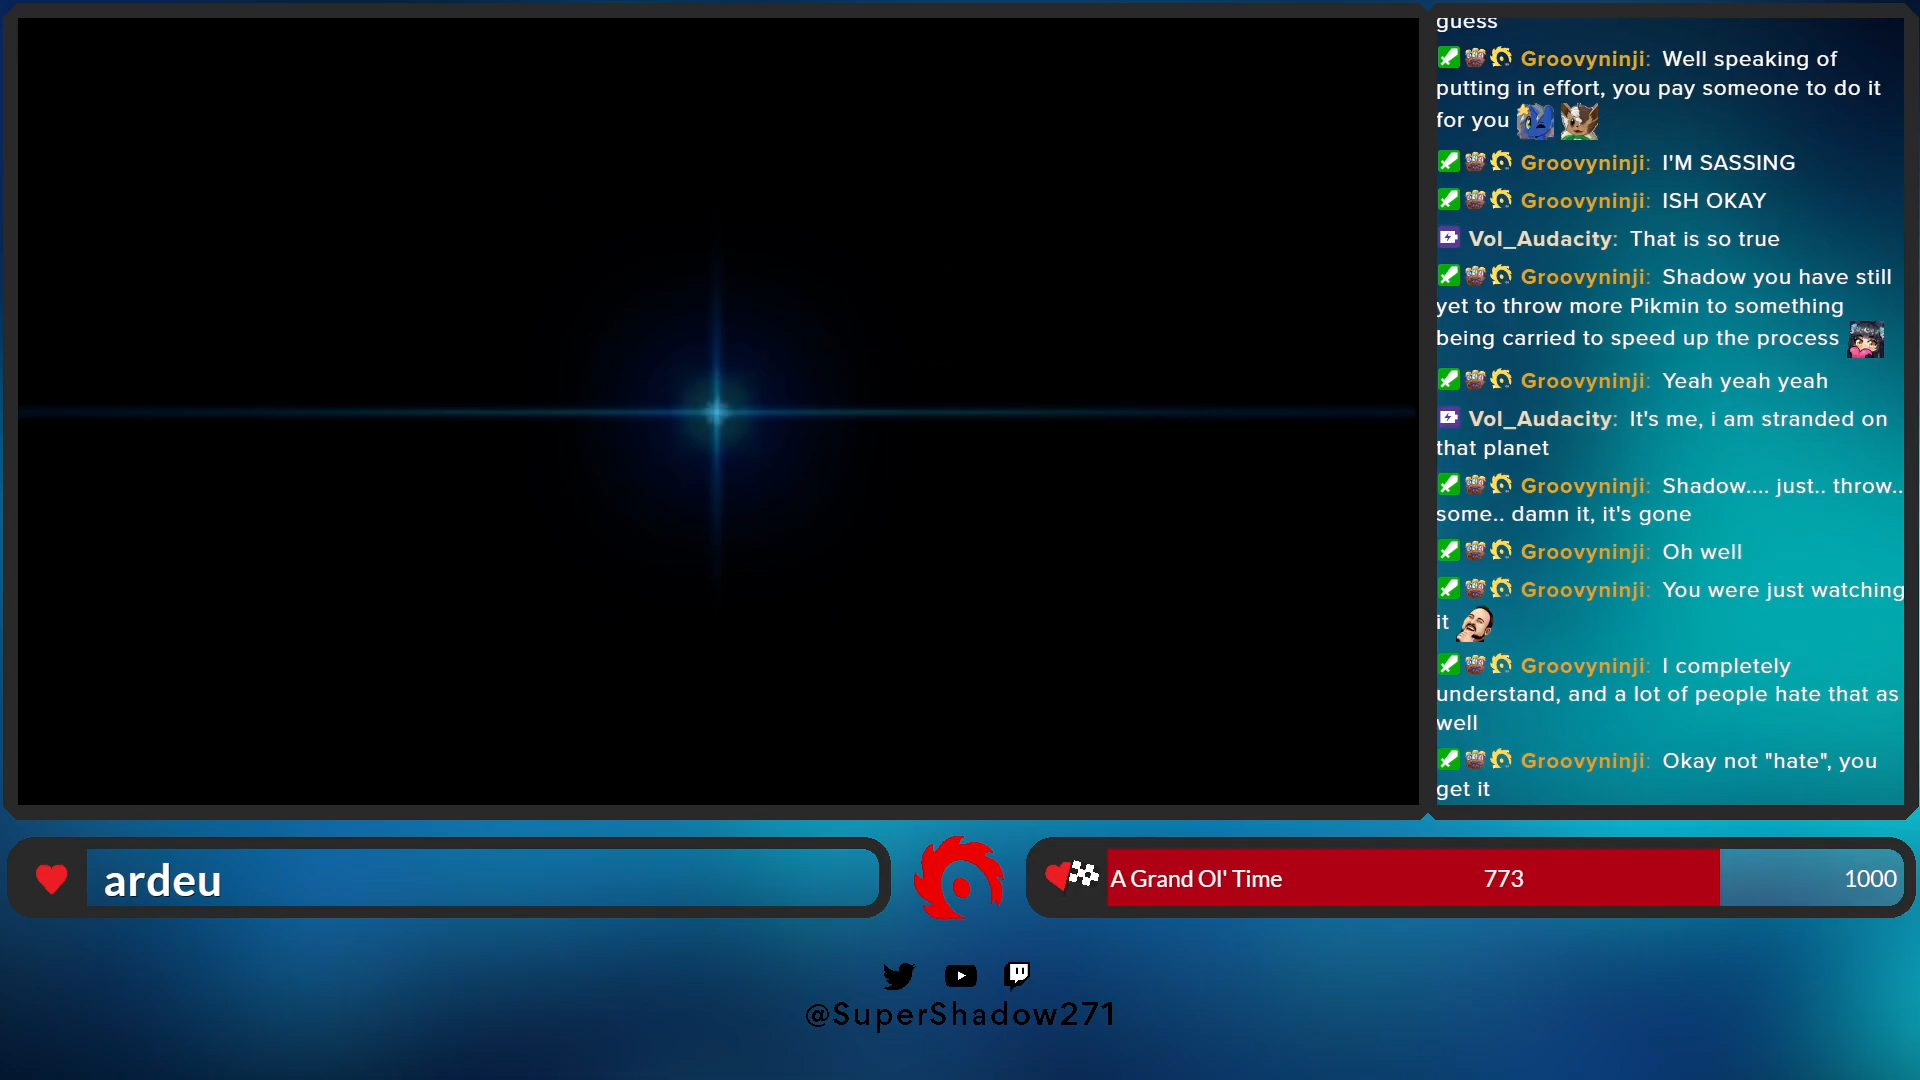 guess
Groovyninji: Well speaking of
putting in effort, you pay someone to do it
for you
Groovyninji: I'M SASSING
Groovyninji: ISH OKAY
Vol_Audacity: That is so true
Groovyninji: Shadow you have still
yet to throw more Pikmin to something
being carried to speed up the process
Groovyninji: Yeah yeah yeah
Vol_Audacity: It's me, i am stranded on
that planet
Groovyninji: Shadow.... just.. throw..
some.. damn it, it's gone
Groovyninji: Oh well
Groovyninji: You were just watching
it
Groovyninji: I completely
understand, and a lot of people hate that as
well
Groovyninji: Okay not "hate", you
get it
ardeu
A Grand Ol' Time 773 1000
@SuperShadow271